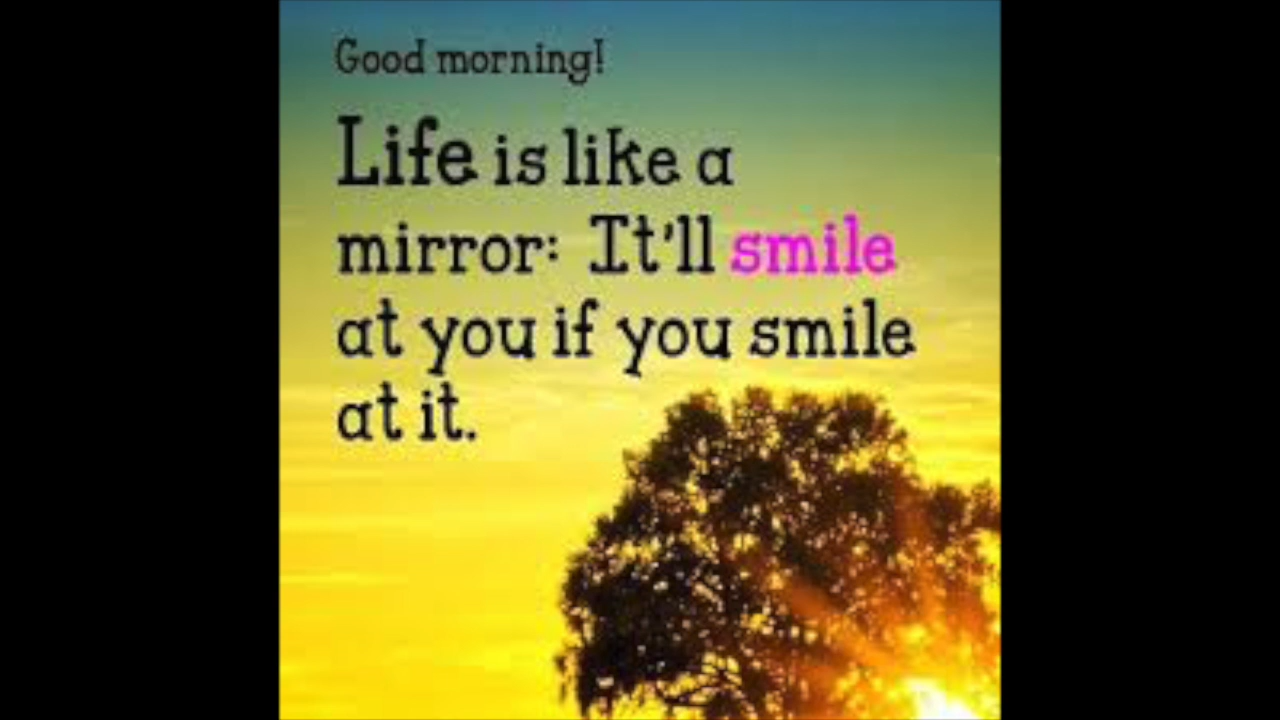 Good morning!
Life is like a
mirror: It'll smile
at you if you smile
at it.